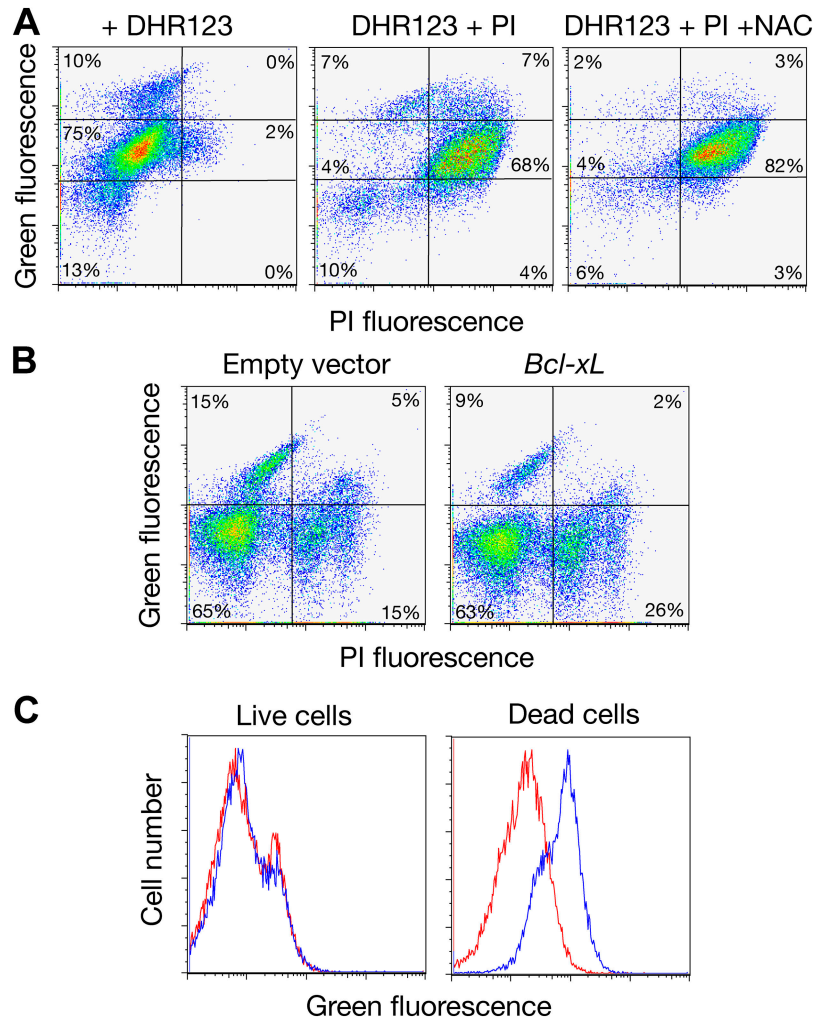 A
+ DHR123 DHR123 + PI DHR123 + PI +NAC
Green fluorescence
10% 0% 7% 7% 2% 3%
75% 2% 4% 68% 4% 82%
13% 0% 10% 4% 6% 3%
PI fluorescence
B
Empty vector Bcl-xL
Green fluorescence
15% 5% 9% 2%
65% 15% 63% 26%
PI fluorescence
C
Live cells Dead cells
Cell number
Green fluorescence